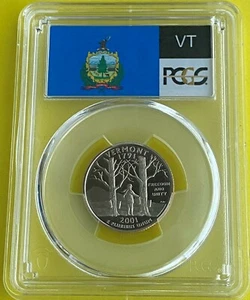 VT
PCGS
VERMONT
1791
FREEDOM
AND
UNITY
2001
E PLURIBUS UNUM